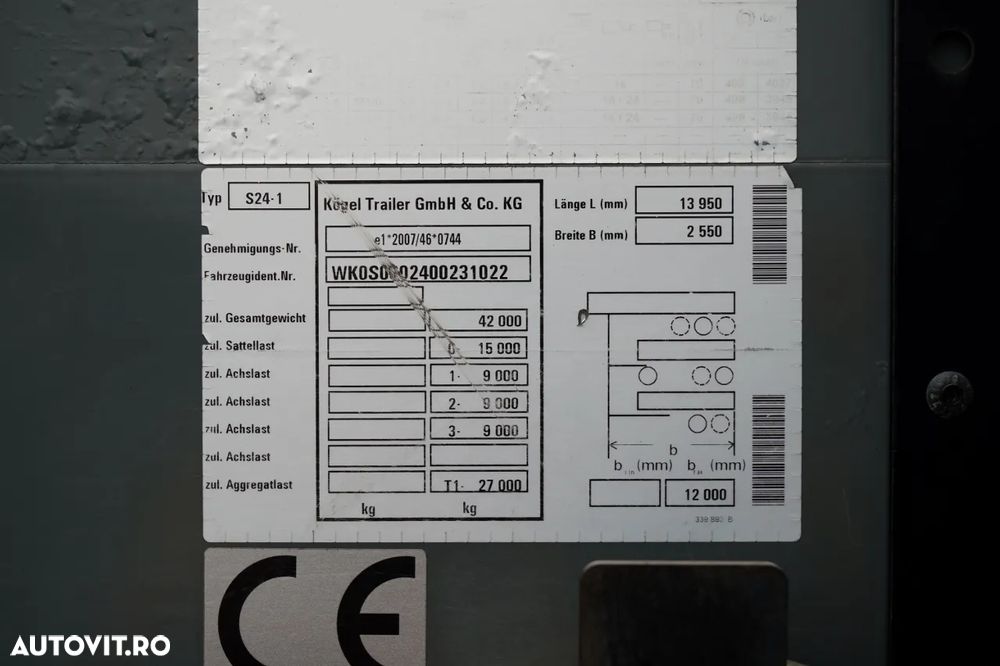 Typ S24-1
Kögel Trailer GmbH & Co. KG
Länge L (mm) 13 950
Breite B (mm) 2 550
Genehmigungs-Nr. e1*2007/46*0744
Fahrzeugident.Nr.
zul. Gesamtgewicht 42 000
zul. Sattellast 0- 15 000
zul. Achslast 1- 9 000
zul. Achslast 2- 9 000
zul. Achslast 3- 9 000
zul. Achslast
zul. Aggregatlast T1- 27 000
kg kg
b
(mm) (mm)
12 000
CE
AUTOVIT.RO